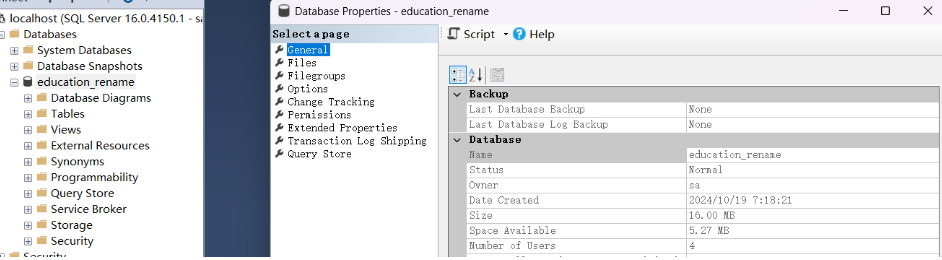 localhost (SQL Server 16.0.4150.1 - sa
Databases
System Databases
Database Snapshots
education_rename
Database Diagrams
Tables
Views
External Resources
Synonyms
Programmability
Query Store
Service Broker
Storage
Security
Security
Database Properties - education_rename
Select a page
General
Files
Filegroups
Options
Change Tracking
Permissions
Extended Properties
Transaction Log Shipping
Query Store
Script
Help
Backup
Last Database Backup None
Last Database Log Backup None
Database
Name education_rename
Status Normal
Owner sa
Date Created 2024/10/19 7:18:21
Size 16.00 MB
Space Available 5.27 MB
Number of Users 4